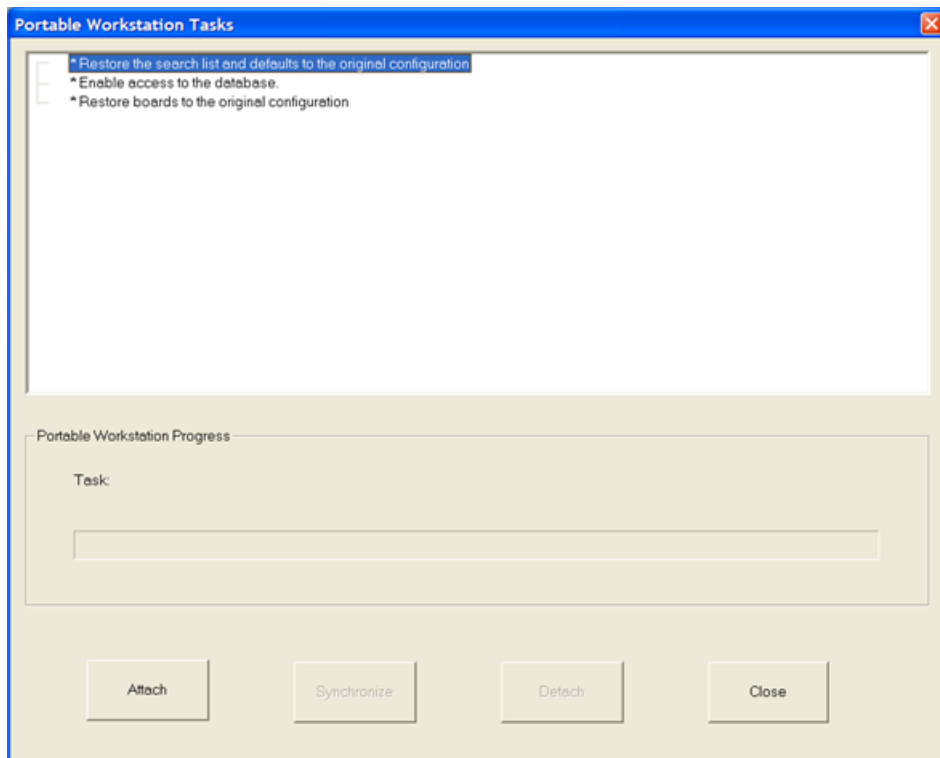 Portable Workstation Tasks
* Restore the search list and defaults to the original configuration
* Enable access to the database.
* Restore boards to the original configuration
Portable Workstation Progress
Task:
Attach
Synchronize
Detach
Close